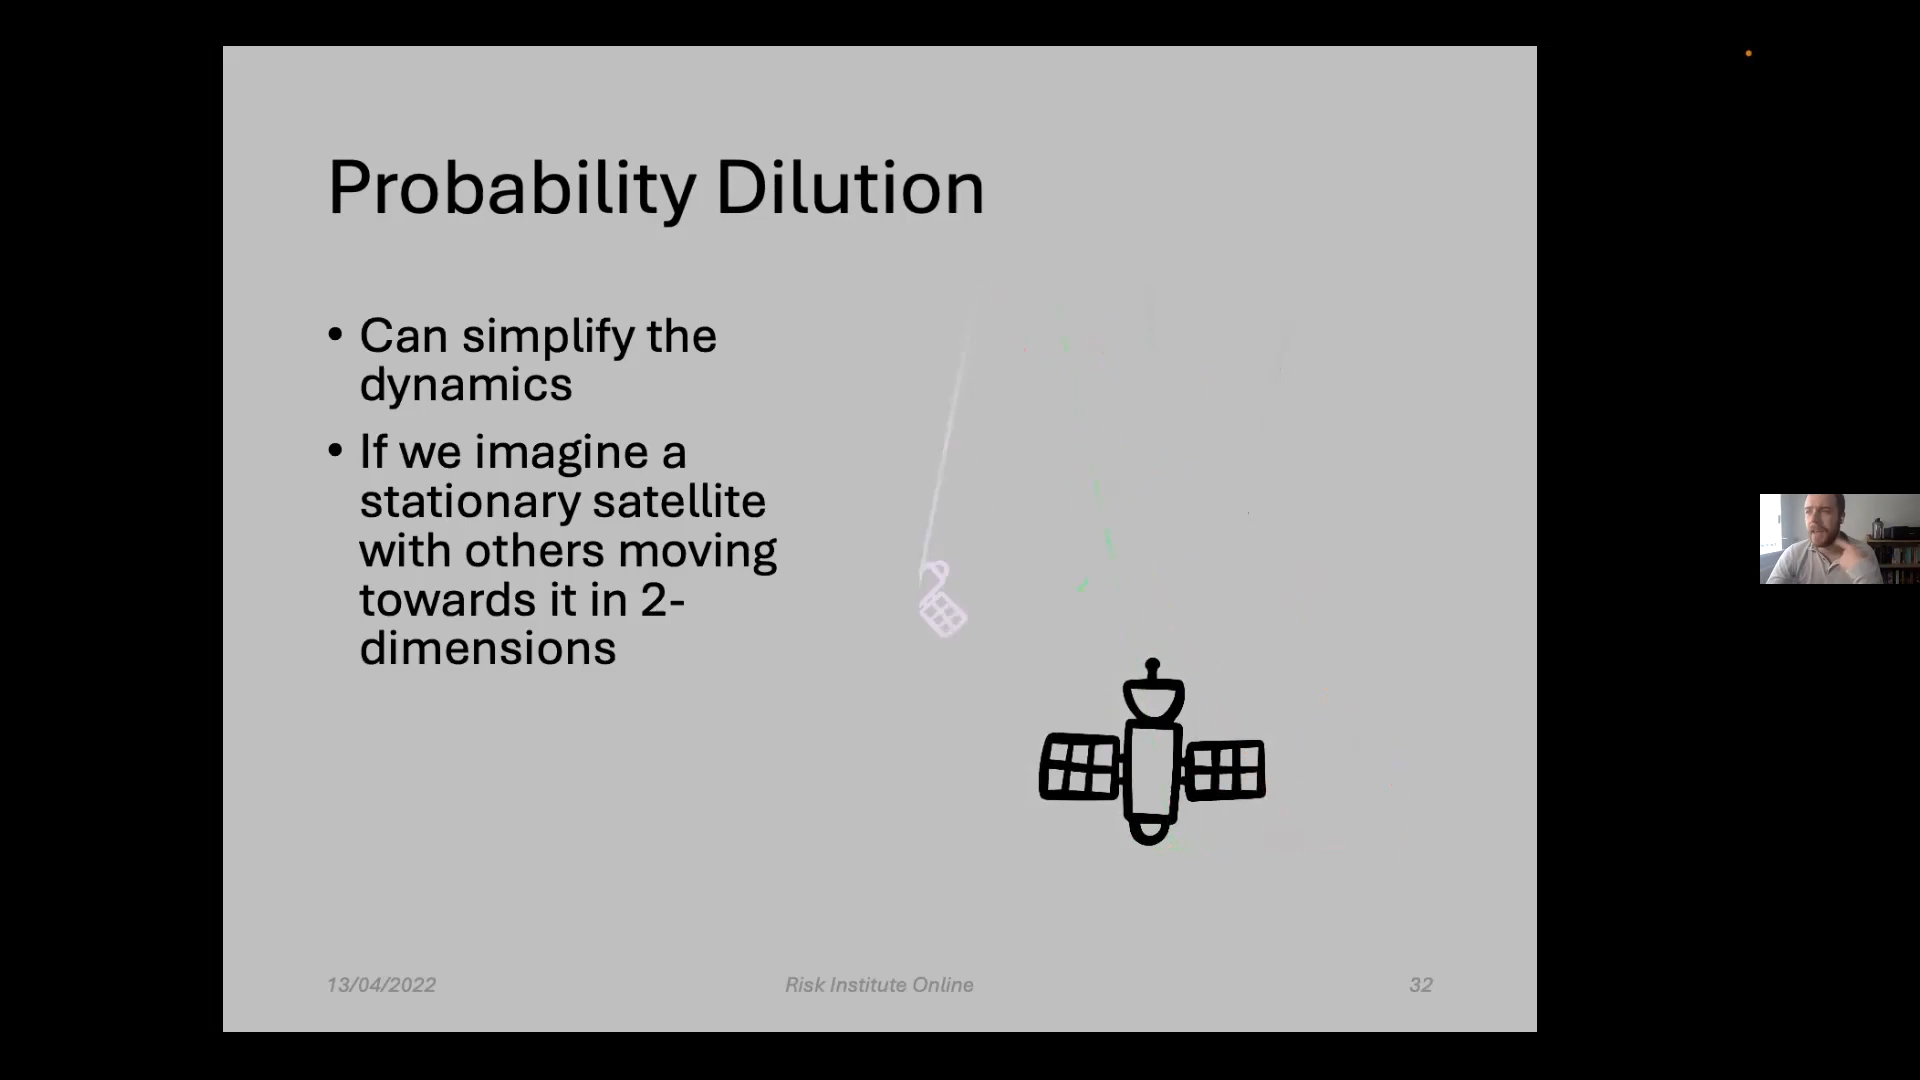 Probability Dilution
• Can simplify the
dynamics
• If we imagine a
stationary satellite
with others moving
towards it in 2-
dimensions
13/04/2022
Risk Institute Online
32